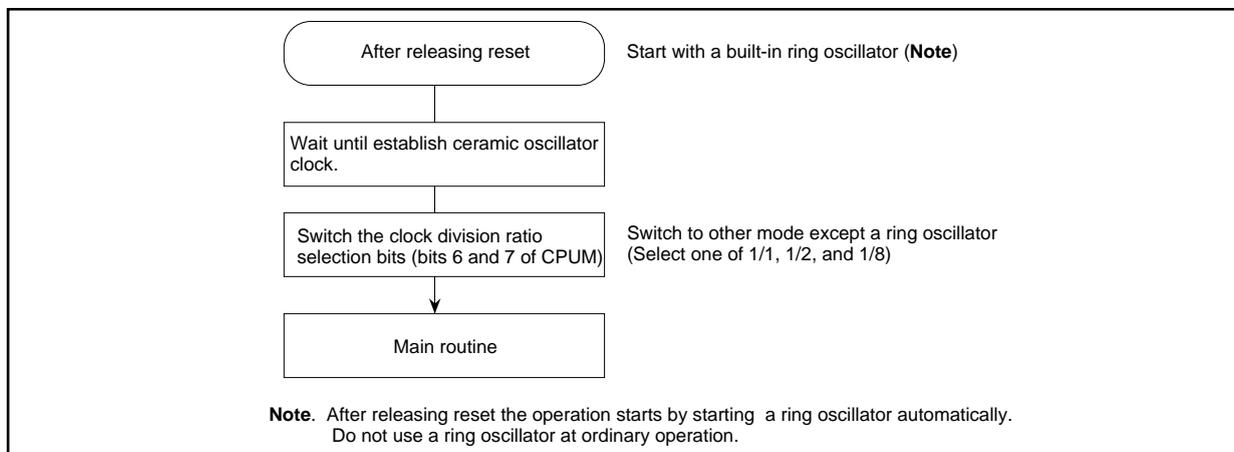 After releasing reset
Start with a built-in ring oscillator (Note)
Wait until establish ceramic oscillator
clock.
Switch the clock division ratio
selection bits (bits 6 and 7 of CPUM)
Switch to other mode except a ring oscillator
(Select one of 1/1, 1/2, and 1/8)
Main routine
Note. After releasing reset the operation starts by starting a ring oscillator automatically.
Do not use a ring oscillator at ordinary operation.